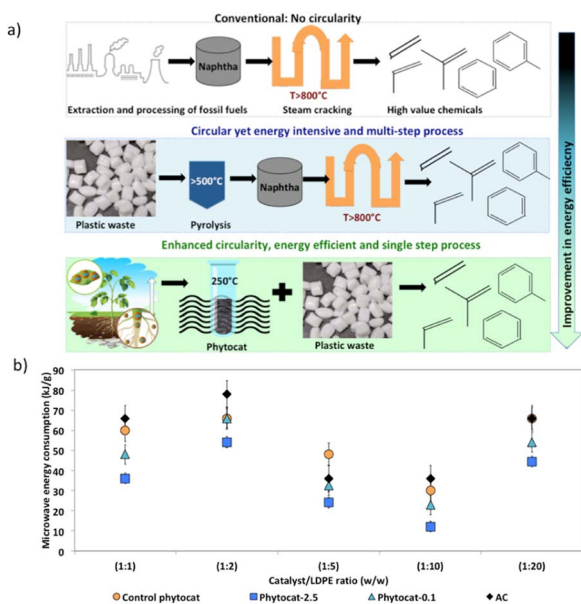 a)
Conventional: No circularity
Naphtha
T>800°C
Extraction and processing of fossil fuels
Steam cracking
High value chemicals
Circular yet energy intensive and multi-step process
>500°C
Naphtha
T>800°C
Plastic waste
Pyrolysis
Enhanced circularity, energy efficient and single step process
250°C
Phytocat
Plastic waste
Improvement in energy efficiecny
b)
Microwave energy consumption (kJ/g)
90
80
70
60
50
40
30
20
10
0
(1:1)
(1:2)
(1:5)
(1:10)
(1:20)
Catalyst/LDPE ratio (w/w)
Control phytocat
Phytocat-2.5
Phytocat-0.1
AC